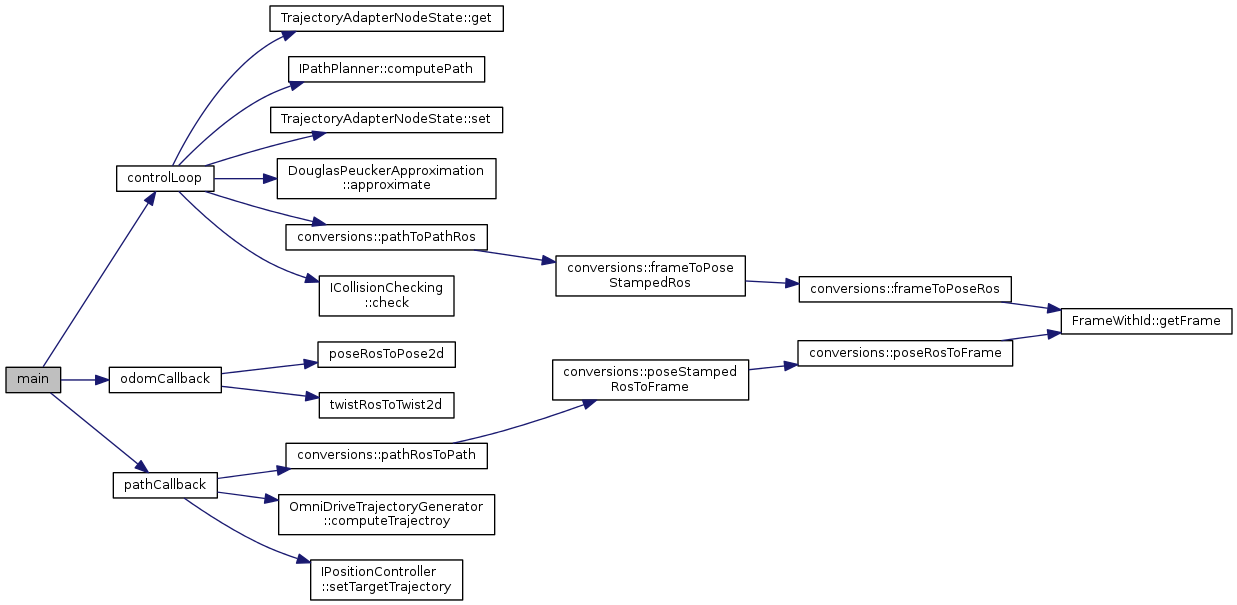 TrajectoryAdapterNodeState::get
IPathPlanner::computePath
TrajectoryAdapterNodeState::set
DouglasPeuckerApproximation
::approximate
controlLoop
conversions::pathToPathRos
conversions::frameToPose
StampedRos
conversions::frameToPoseRos
ICollisionChecking
::check
FrameWithId::getFrame
poseRosToPose2d
conversions::poseRosToFrame
main
odomCallback
conversions::poseStamped
RosToFrame
twistRosToTwist2d
conversions::pathRosToPath
pathCallback
OmniDriveTrajectoryGenerator
::computeTrajectroy
IPositionController
::setTargetTrajectory